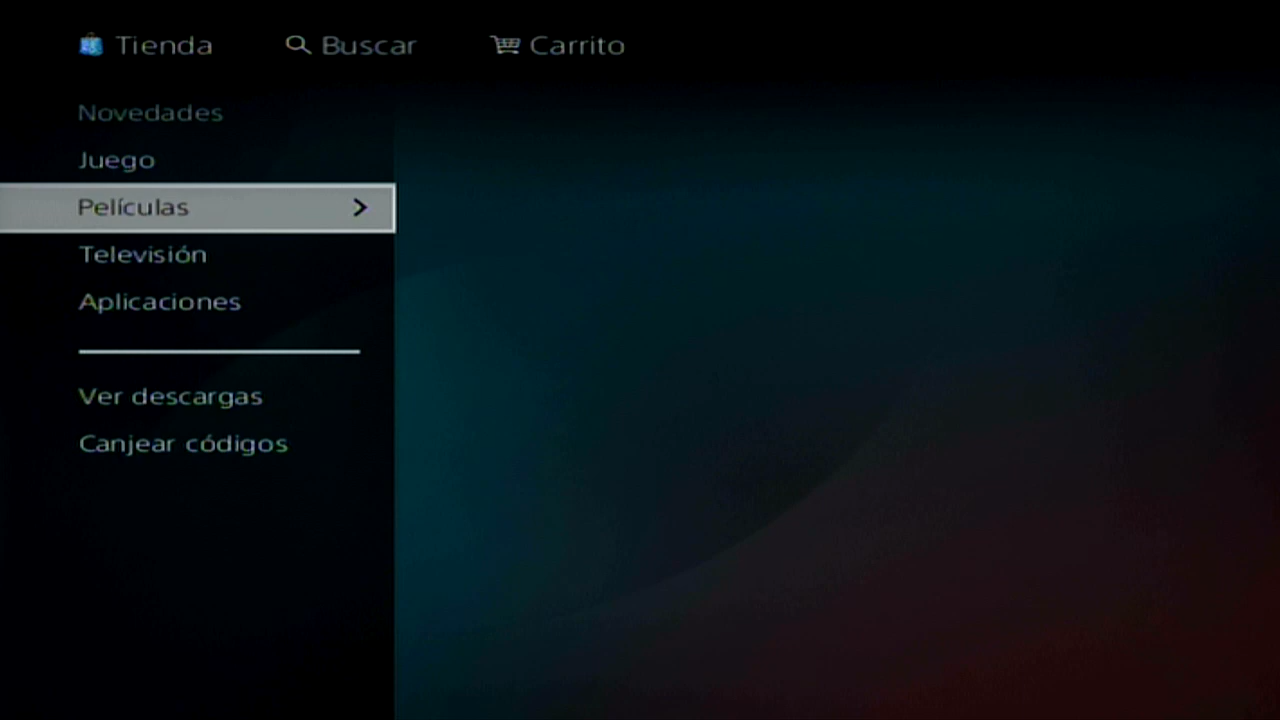 Tienda Buscar Carrito
Novedades
Juego
Películas
Televisión
Aplicaciones
Ver descargas
Canjear códigos